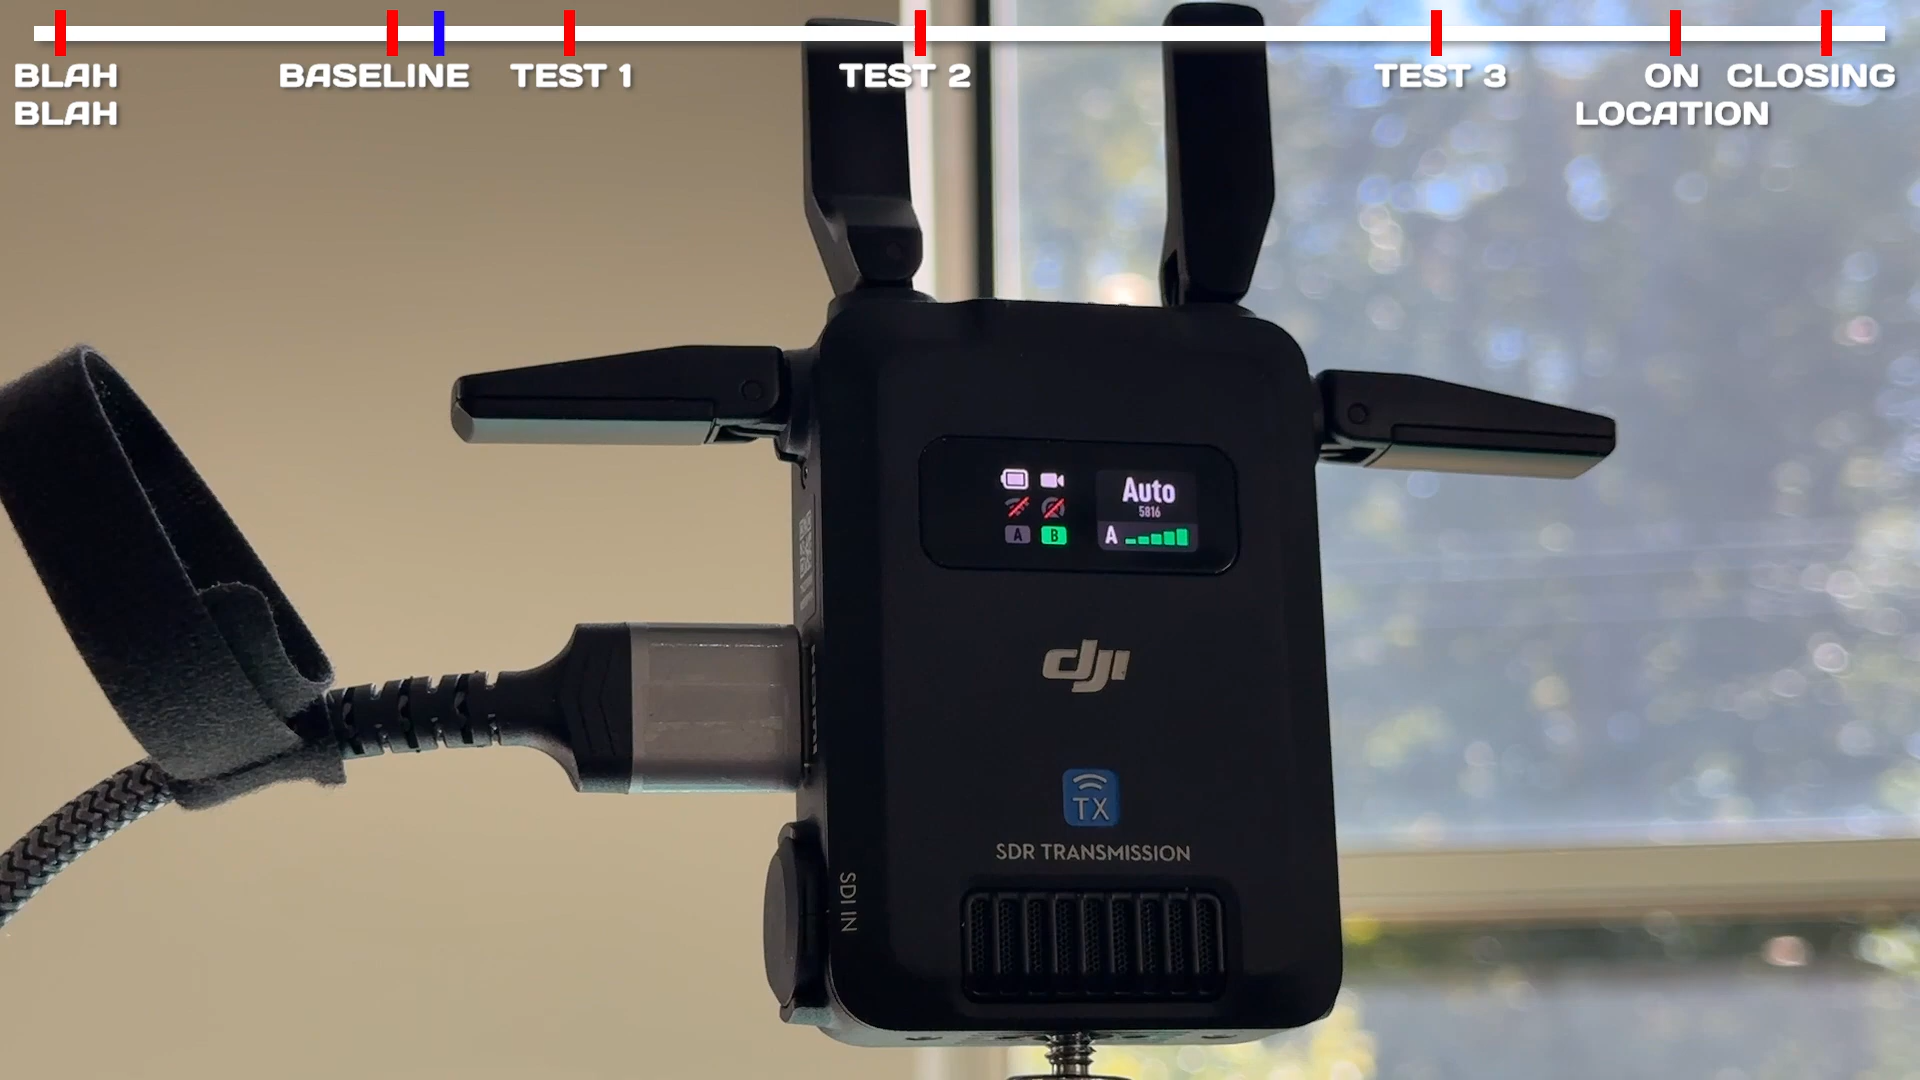 BLAH BLAH
BASELINE
TEST 1
TEST 2
TEST 3
ON LOCATION
CLOSING
Auto
5816
A B
A
dji
TX
SDR TRANSMISSION
SDI IN